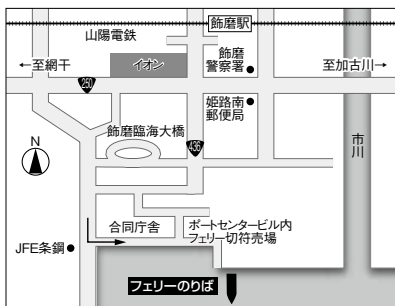 飾磨駅
山陽電鉄
イオン
飾磨
警察署
←至網干
至加古川→
250
姫路南
郵便局
飾磨臨海大橋
436
市川
N
合同庁舎
ポートセンタービル内
フェリー切符売場
JFE条鋼
フェリーのりば